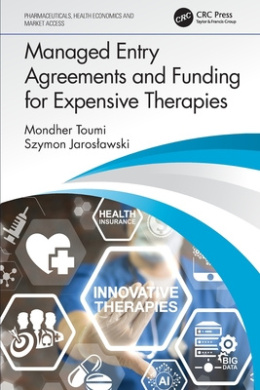 PHARMACEUTICALS, HEALTH ECONOMICS AND
MARKET ACCESS
CRC
CRC Press
Taylor & Francis Group
Managed Entry
Agreements and Funding
for Expensive Therapies
Mondher Toumi
Szymon Jarosławski
HEALTH
INSURANCE
INNOVATIVE
THERAPIES
BIG
DATA
AI